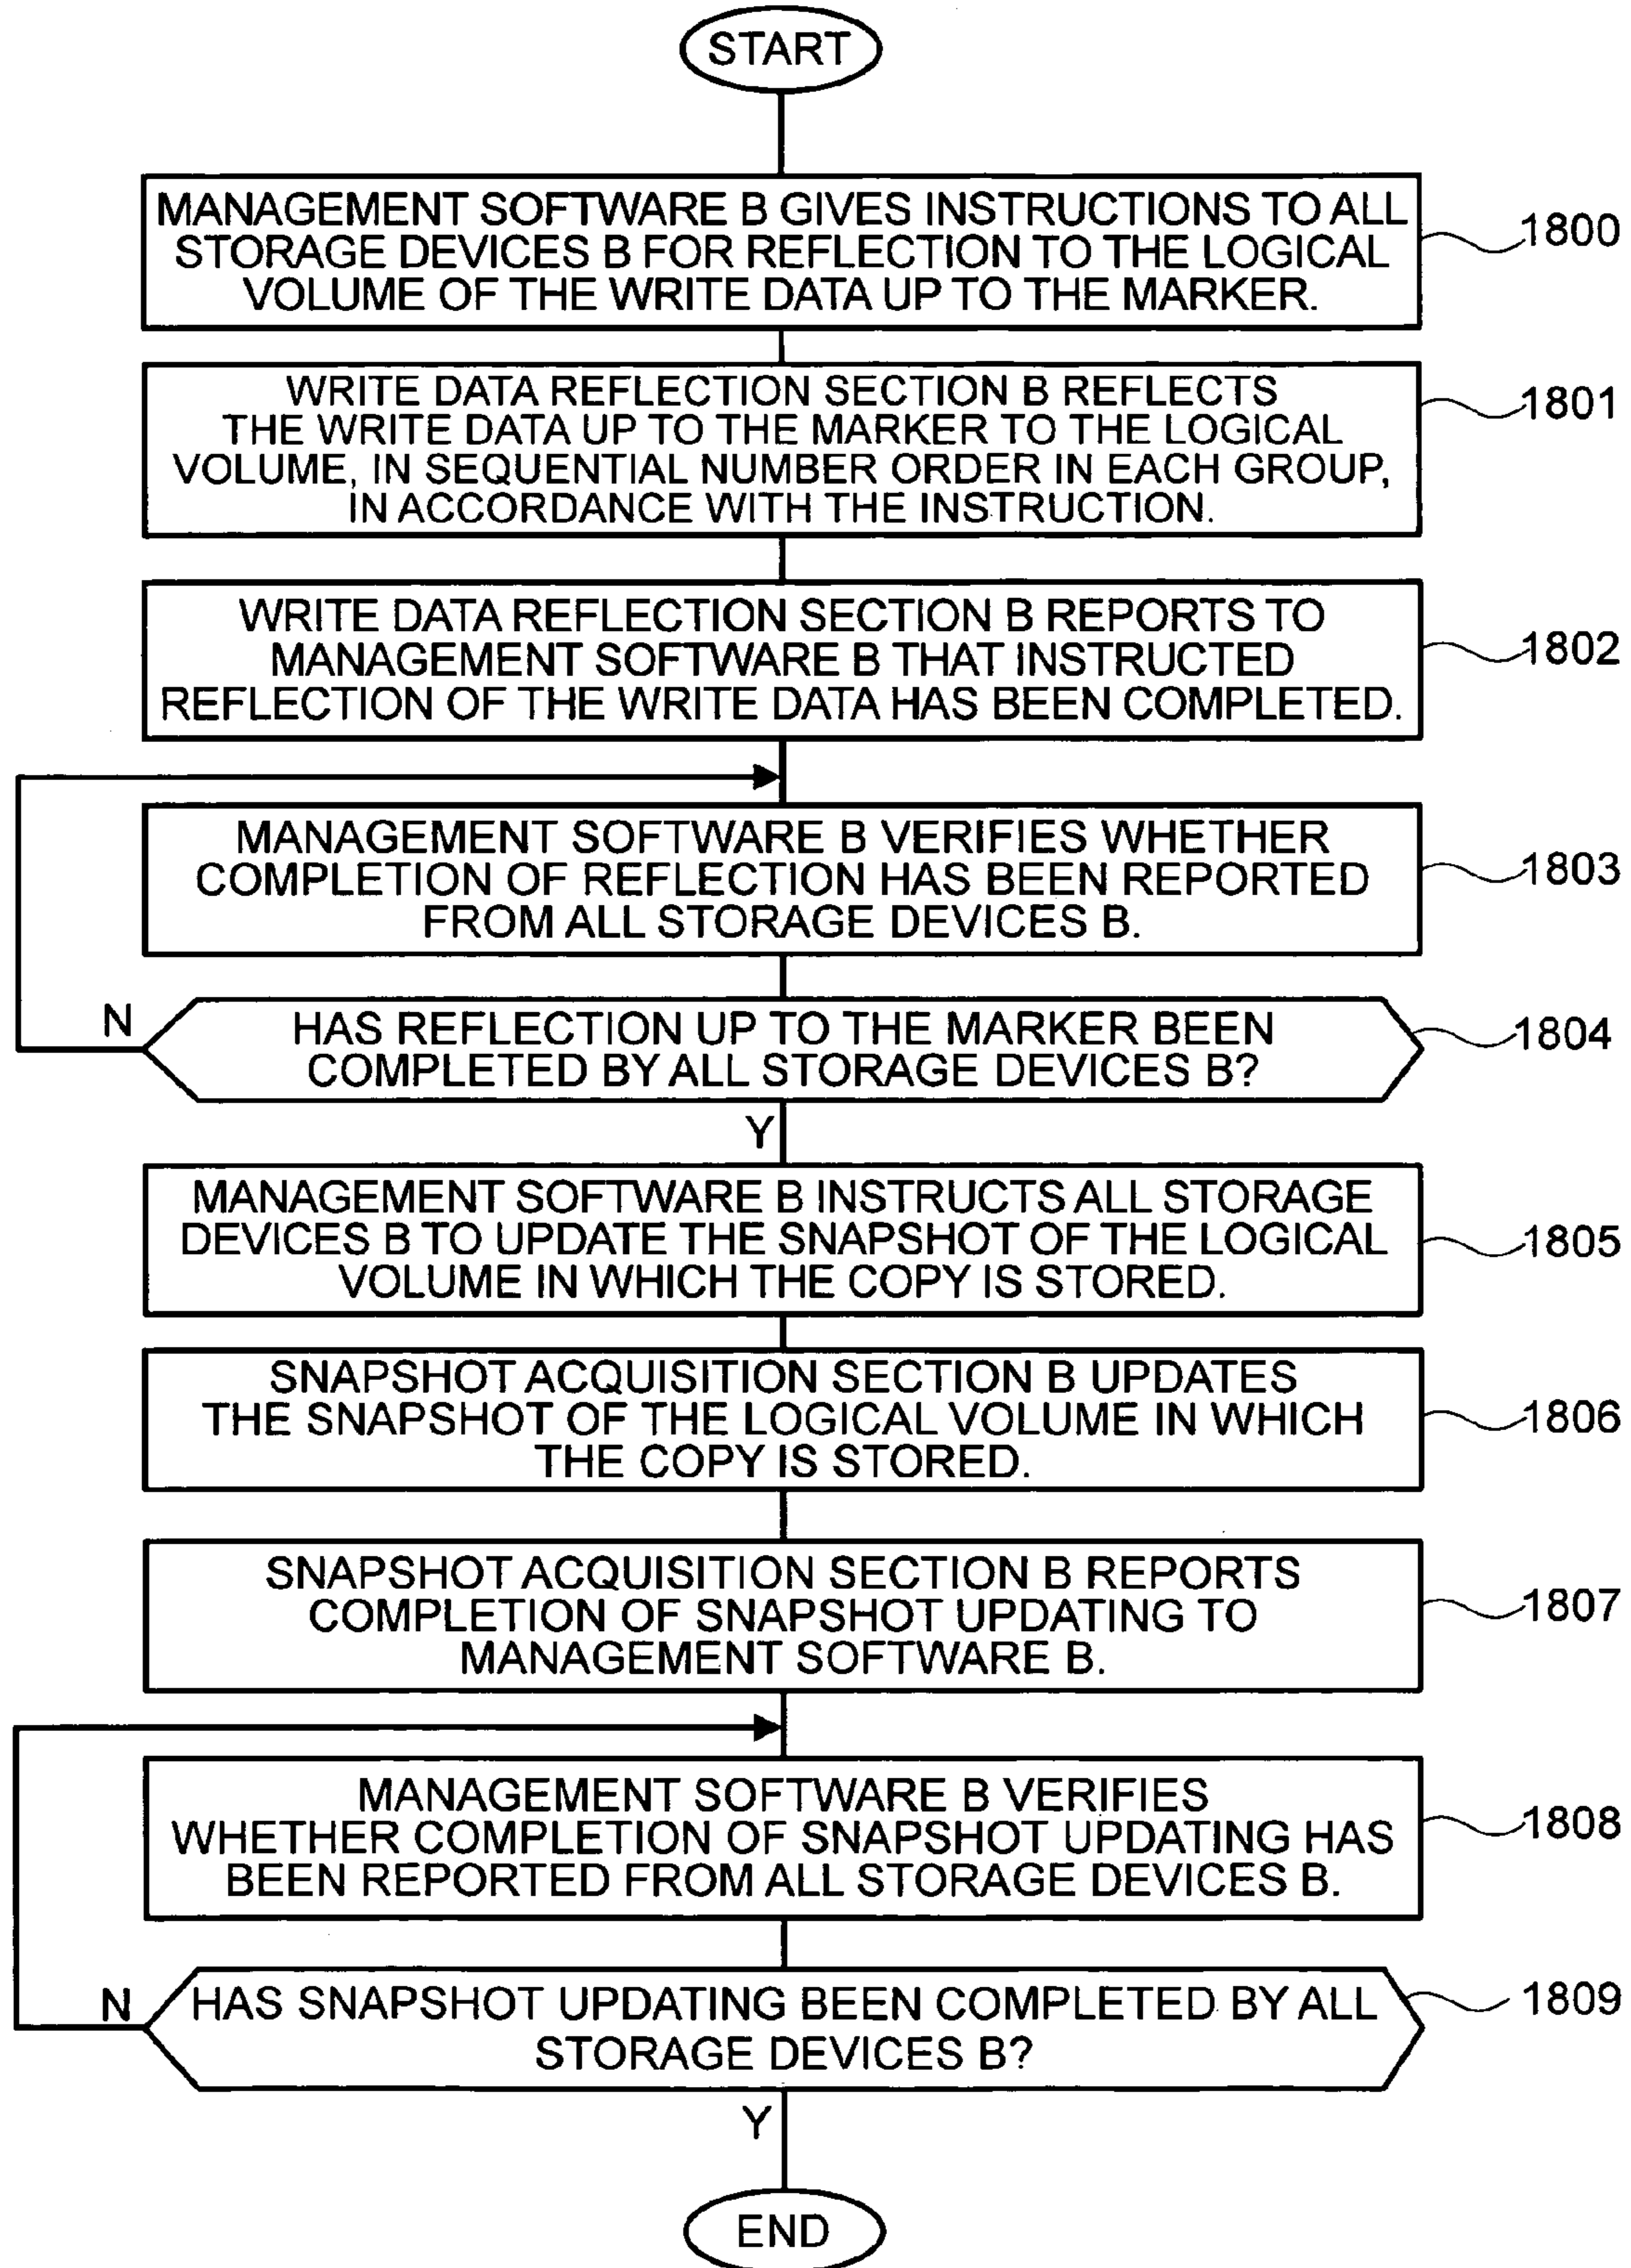 START
MANAGEMENT SOFTWARE B GIVES INSTRUCTIONS TO ALL
STORAGE DEVICES B FOR REFLECTION TO THE LOGICAL
VOLUME OF THE WRITE DATA UP TO THE MARKER.
1800
WRITE DATA REFLECTION SECTION B REFLECTS
THE WRITE DATA UP TO THE MARKER TO THE LOGICAL
VOLUME, IN SEQUENTIAL NUMBER ORDER IN EACH GROUP,
IN ACCORDANCE WITH THE INSTRUCTION.
1801
WRITE DATA REFLECTION SECTION B REPORTS TO
MANAGEMENT SOFTWARE B THAT INSTRUCTED
REFLECTION OF THE WRITE DATA HAS BEEN COMPLETED.
1802
MANAGEMENT SOFTWARE B VERIFIES WHETHER
COMPLETION OF REFLECTION HAS BEEN REPORTED
FROM ALL STORAGE DEVICES B.
1803
N
HAS REFLECTION UP TO THE MARKER BEEN
COMPLETED BY ALL STORAGE DEVICES B?
1804
Y
MANAGEMENT SOFTWARE B INSTRUCTS ALL STORAGE
DEVICES B TO UPDATE THE SNAPSHOT OF THE LOGICAL
VOLUME IN WHICH THE COPY IS STORED.
1805
SNAPSHOT ACQUISITION SECTION B UPDATES
THE SNAPSHOT OF THE LOGICAL VOLUME IN WHICH
THE COPY IS STORED.
1806
SNAPSHOT ACQUISITION SECTION B REPORTS
COMPLETION OF SNAPSHOT UPDATING TO
MANAGEMENT SOFTWARE B.
1807
MANAGEMENT SOFTWARE B VERIFIES
WHETHER COMPLETION OF SNAPSHOT UPDATING HAS
BEEN REPORTED FROM ALL STORAGE DEVICES B.
1808
N
HAS SNAPSHOT UPDATING BEEN COMPLETED BY ALL
STORAGE DEVICES B?
1809
Y
END